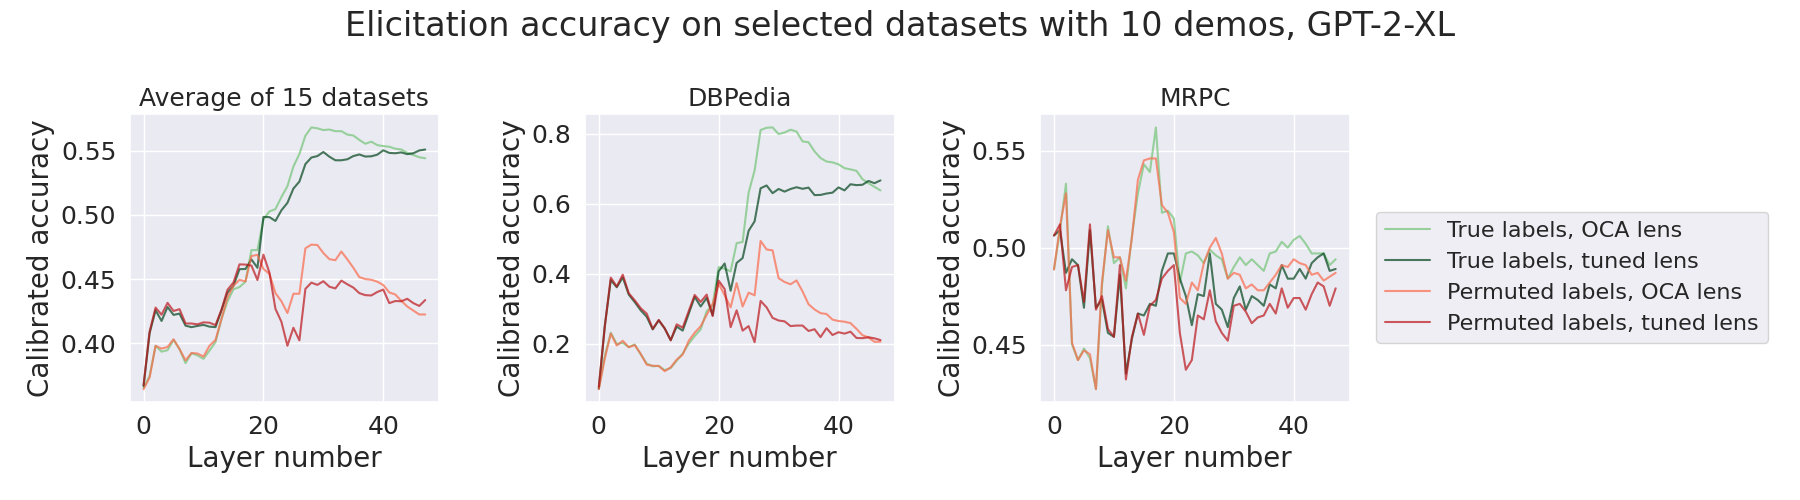 Elicitation accuracy on selected datasets with 10 demos, GPT-2-XL
Average of 15 datasets
Calibrated accuracy
0.55
0.50
0.45
0.40
0
20
40
Layer number
DBPedia
Calibrated accuracy
0.8
0.6
0.4
0.2
0
20
40
Layer number
MRPC
Calibrated accuracy
0.55
0.50
0.45
0
20
40
Layer number
True labels, OCA lens
True labels, tuned lens
Permuted labels, OCA lens
Permuted labels, tuned lens